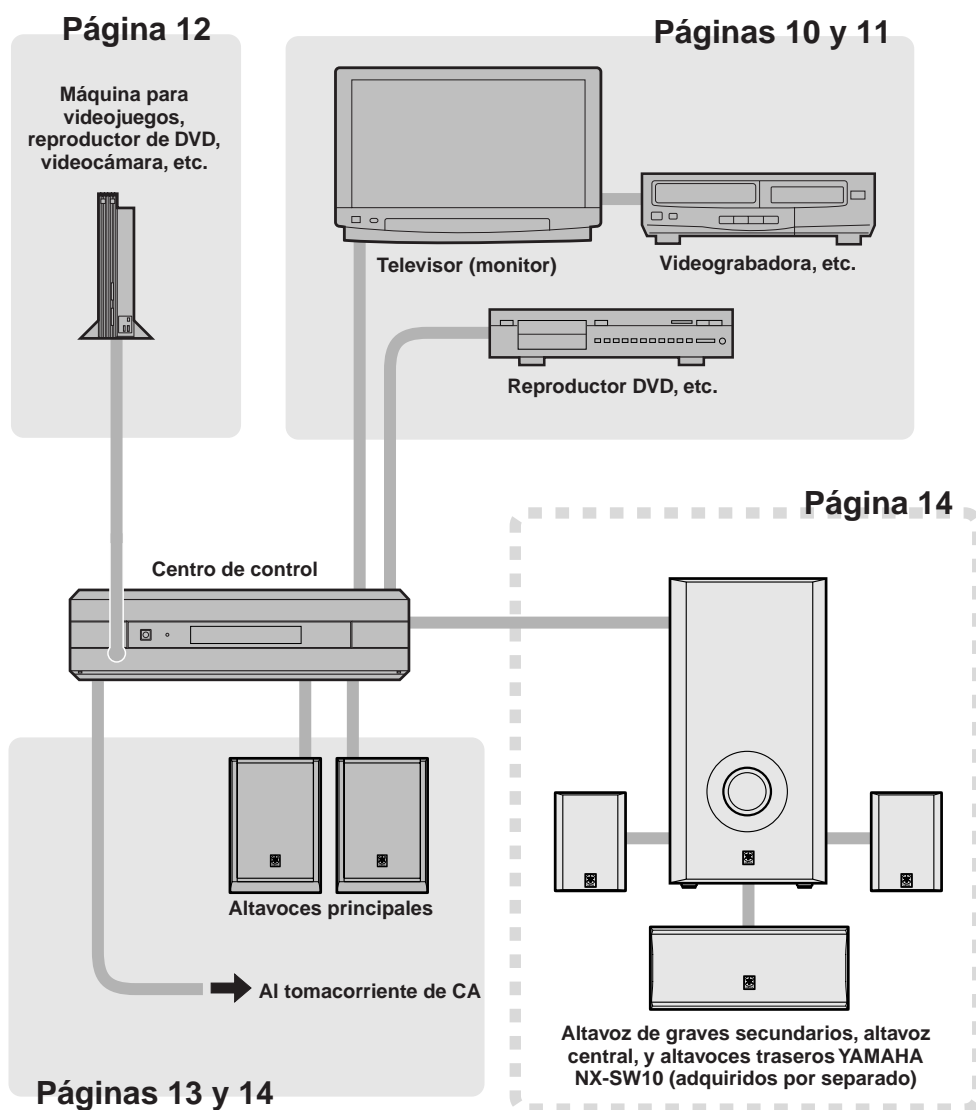 Página 12
Máquina para
videojuegos,
reproductor de DVD,
videocámara, etc.
Páginas 10 y 11
Televisor (monitor)
Videograbadora, etc.
Reproductor DVD, etc.
Página 14
Centro de control
Altavoces principales
Al tomacorriente de CA
Altavoz de graves secundarios, altavoz
central, y altavoces traseros YAMAHA
NX-SW10 (adquiridos por separado)
Páginas 13 y 14